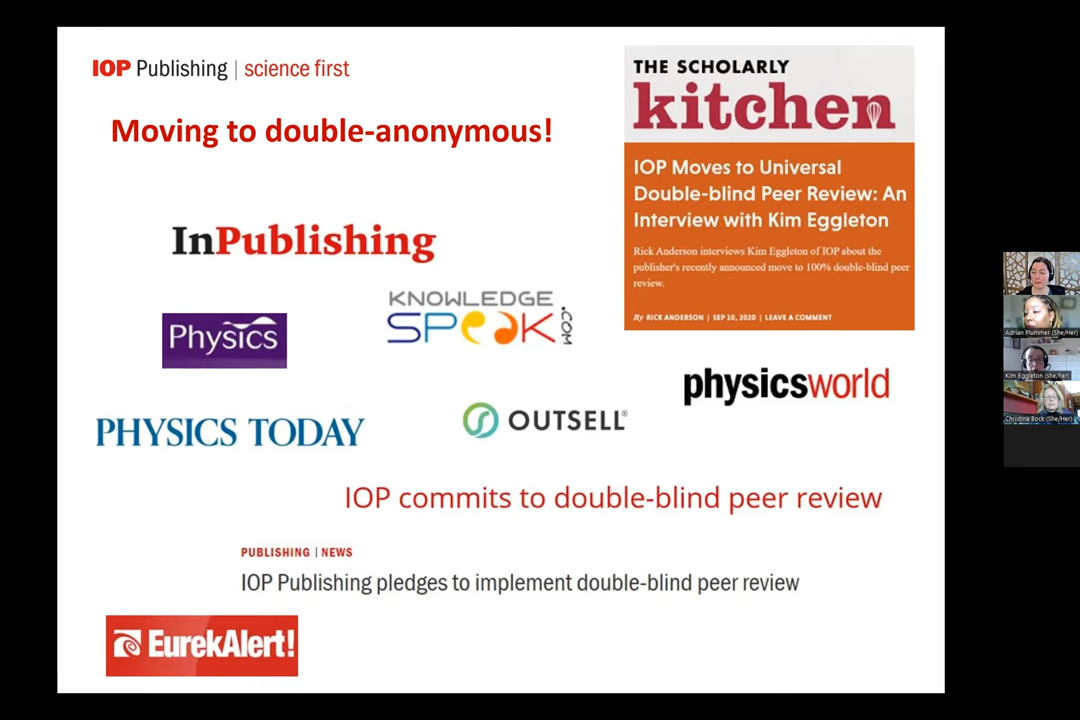 IOP Publishing | science first
Moving to double-anonymous!
THE SCHOLARLY
kitchen
IOP Moves to Universal
Double-blind Peer Review: An
Interview with Kim Eggleton
Rick Anderson interviews Kim Eggleton of IOP about the
publisher's recently announced move to 100% double-blind peer
review.
By RICK ANDERSON | SEP 10, 2020 | LEAVE A COMMENT
InPublishing
KNOWLEDGE
SPEAK.COM
Physics
physicsworld
PHYSICS TODAY
OUTSELL®
IOP commits to double-blind peer review
PUBLISHING | NEWS
IOP Publishing pledges to implement double-blind peer review
EurekAlert!
Adrian Plummer (She/Her)
Kim Eggleton (she/her)
Christina Bock (She/Her)